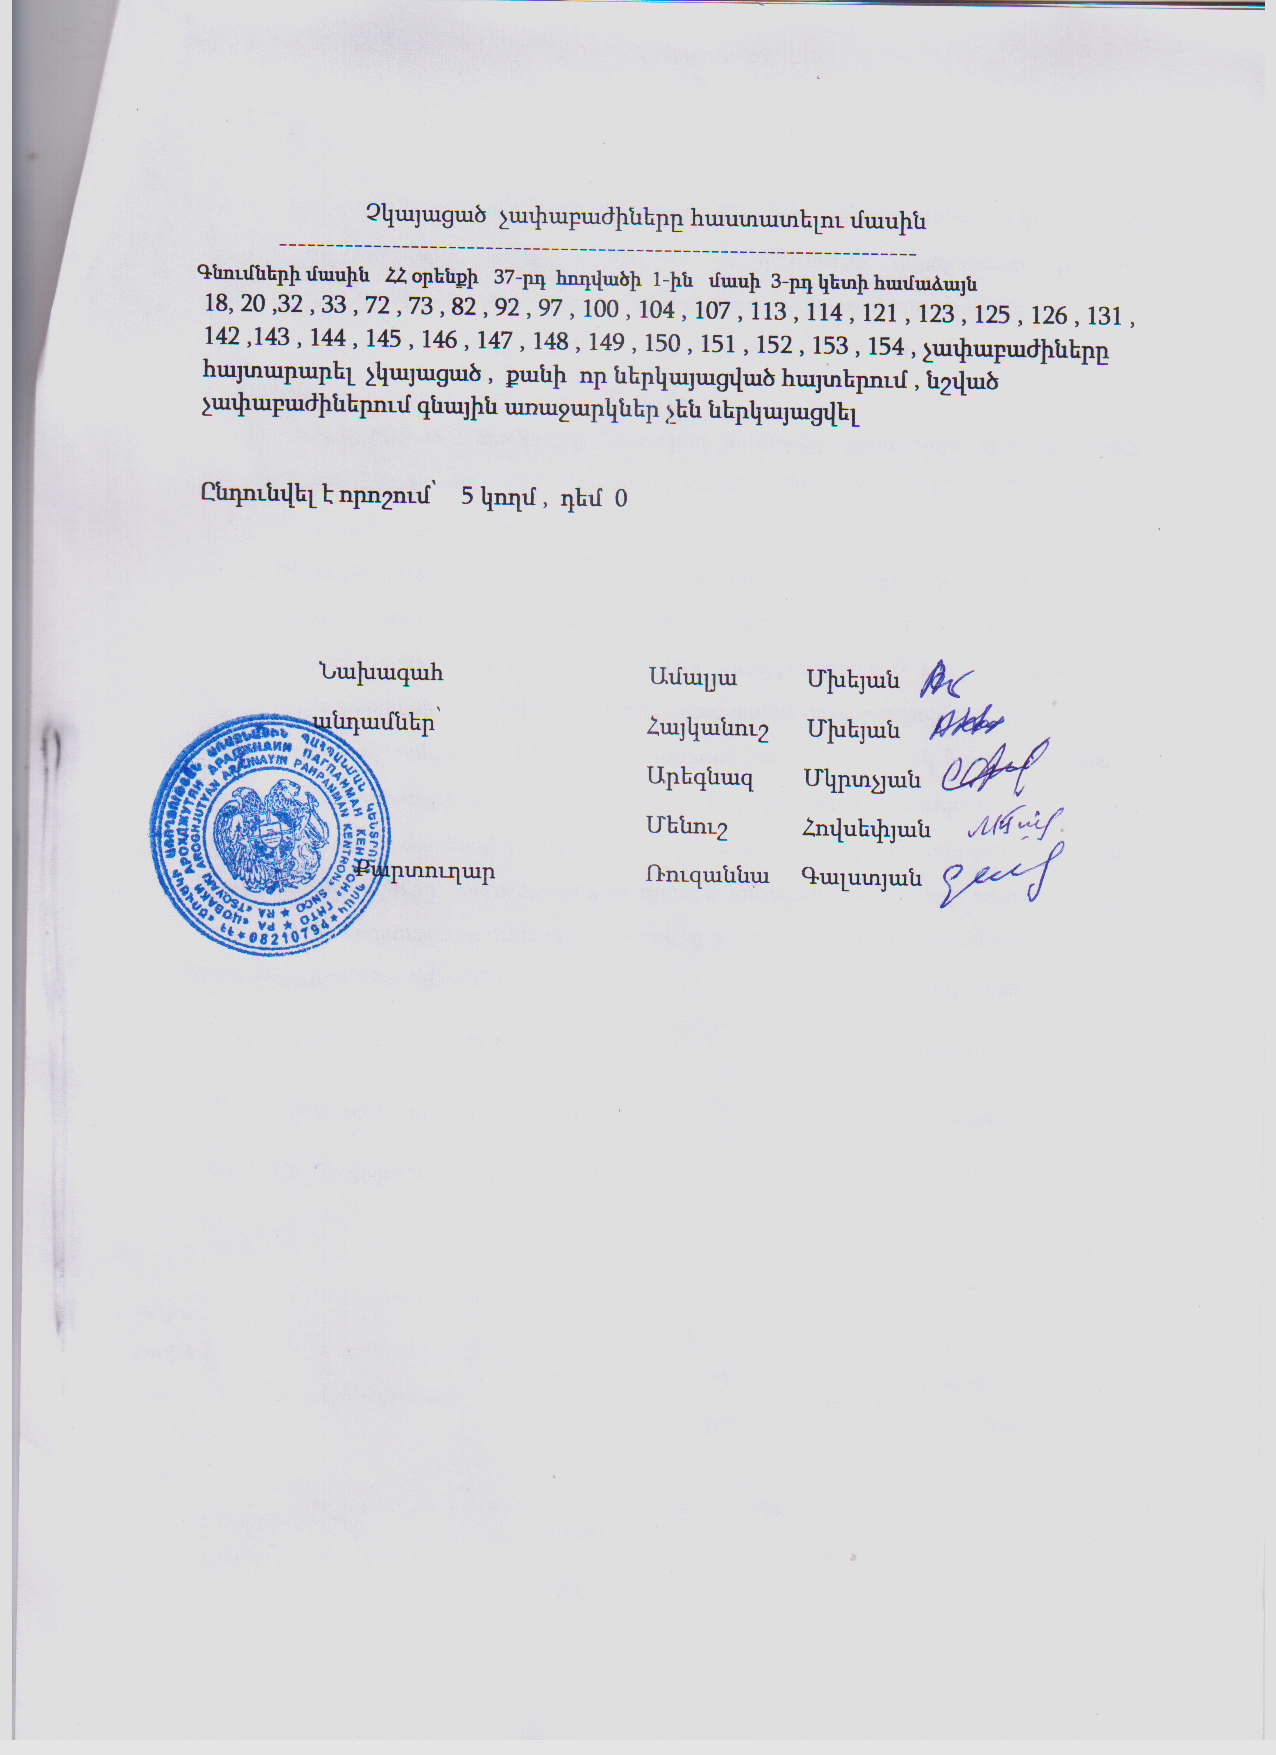 Չկայացած չափաբաժիները հաստատելու մասին
Գնումների մասին ՀՀ օրենքի 37-րդ հոդվածի 1-ին մասի 3-րդ կետի համաձայն
18, 20 ,32 , 33 , 72 , 73 , 82 , 92 , 97 , 100 , 104 , 107 , 113 , 114 , 121 , 123 , 125 , 126 , 131 ,
142 ,143 , 144 , 145 , 146 , 147 , 148 , 149 , 150 , 151 , 152 , 153 , 154 , չափաբաժիները
հայտարարել չկայացած , քանի որ ներկայացված հայտերում , նշված
չափաբաժիներում գնային առաջարկներ չեն ներկայացվել
Ընդունվել է որոշում՝ 5 կողմ , դեմ 0
Նախագահ Ամալյա Մխեյան
անդամներ՝ Հայկանուշ Մխեյան
Արեգնազ Մկրտչյան
Մենուշ Հովսեփյան
Քարտուղար Ռուզաննա Գալստյան
08210794